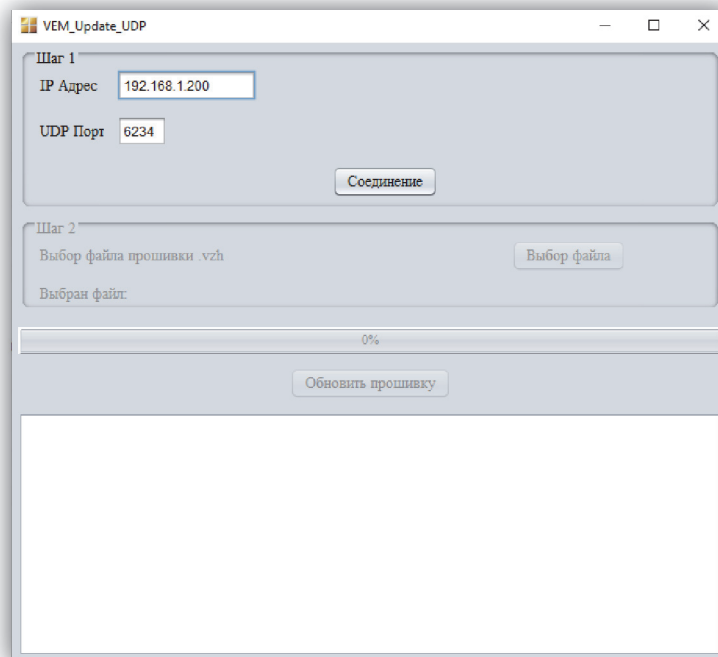 VEM_Update_UDP
Шаг 1
IP Адрес 192.168.1.200
UDP Порт 6234
Соединение
Шаг 2
Выбор файла прошивки .vzh Выбор файла
Выбран файл:
0%
Обновить прошивку